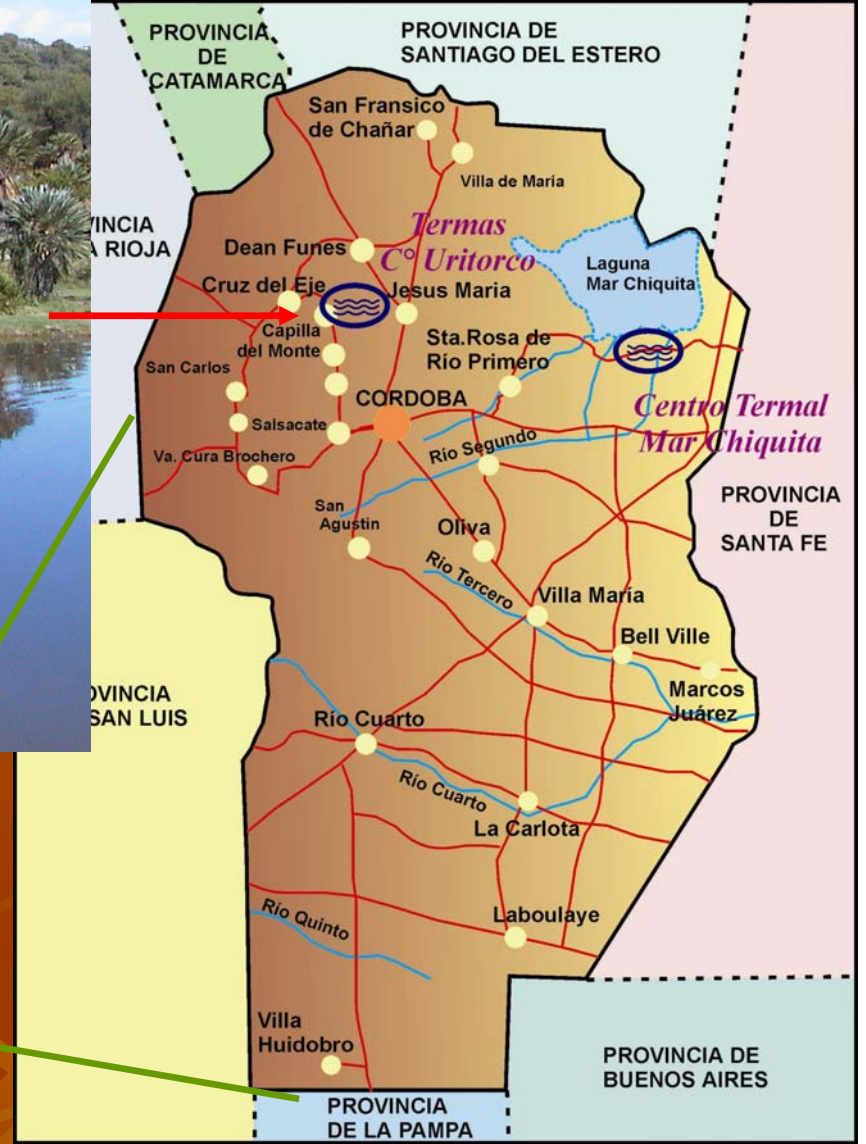 PROVINCIA
DE
CATAMARCA
PROVINCIA DE
SANTIAGO DEL ESTERO
San Fransico
de Chañar
Villa de María
VINCIA
A RIOJA
Dean Funes
Termas
C° Uritorco
Laguna
Mar Chiquita
Cruz del Eje
Jesus Maria
Capilla
del Monte
Sta.Rosa de
Río Primero
San Carlos
CORDOBA
Centro Termal
Mar Chiquita
Salsacate
Río Segundo
Va. Cura Brochero
San
Agustin
Oliva
PROVINCIA
DE
SANTA FE
Río Tercero
Villa María
Bell Ville
Marcos
Juárez
OVINCIA
SAN LUIS
Río Cuarto
Río Cuarto
La Carlota
Laboulaye
Río Quinto
Villa
Huidobro
PROVINCIA DE
BUENOS AIRES
PROVINCIA
DE LA PAMPA